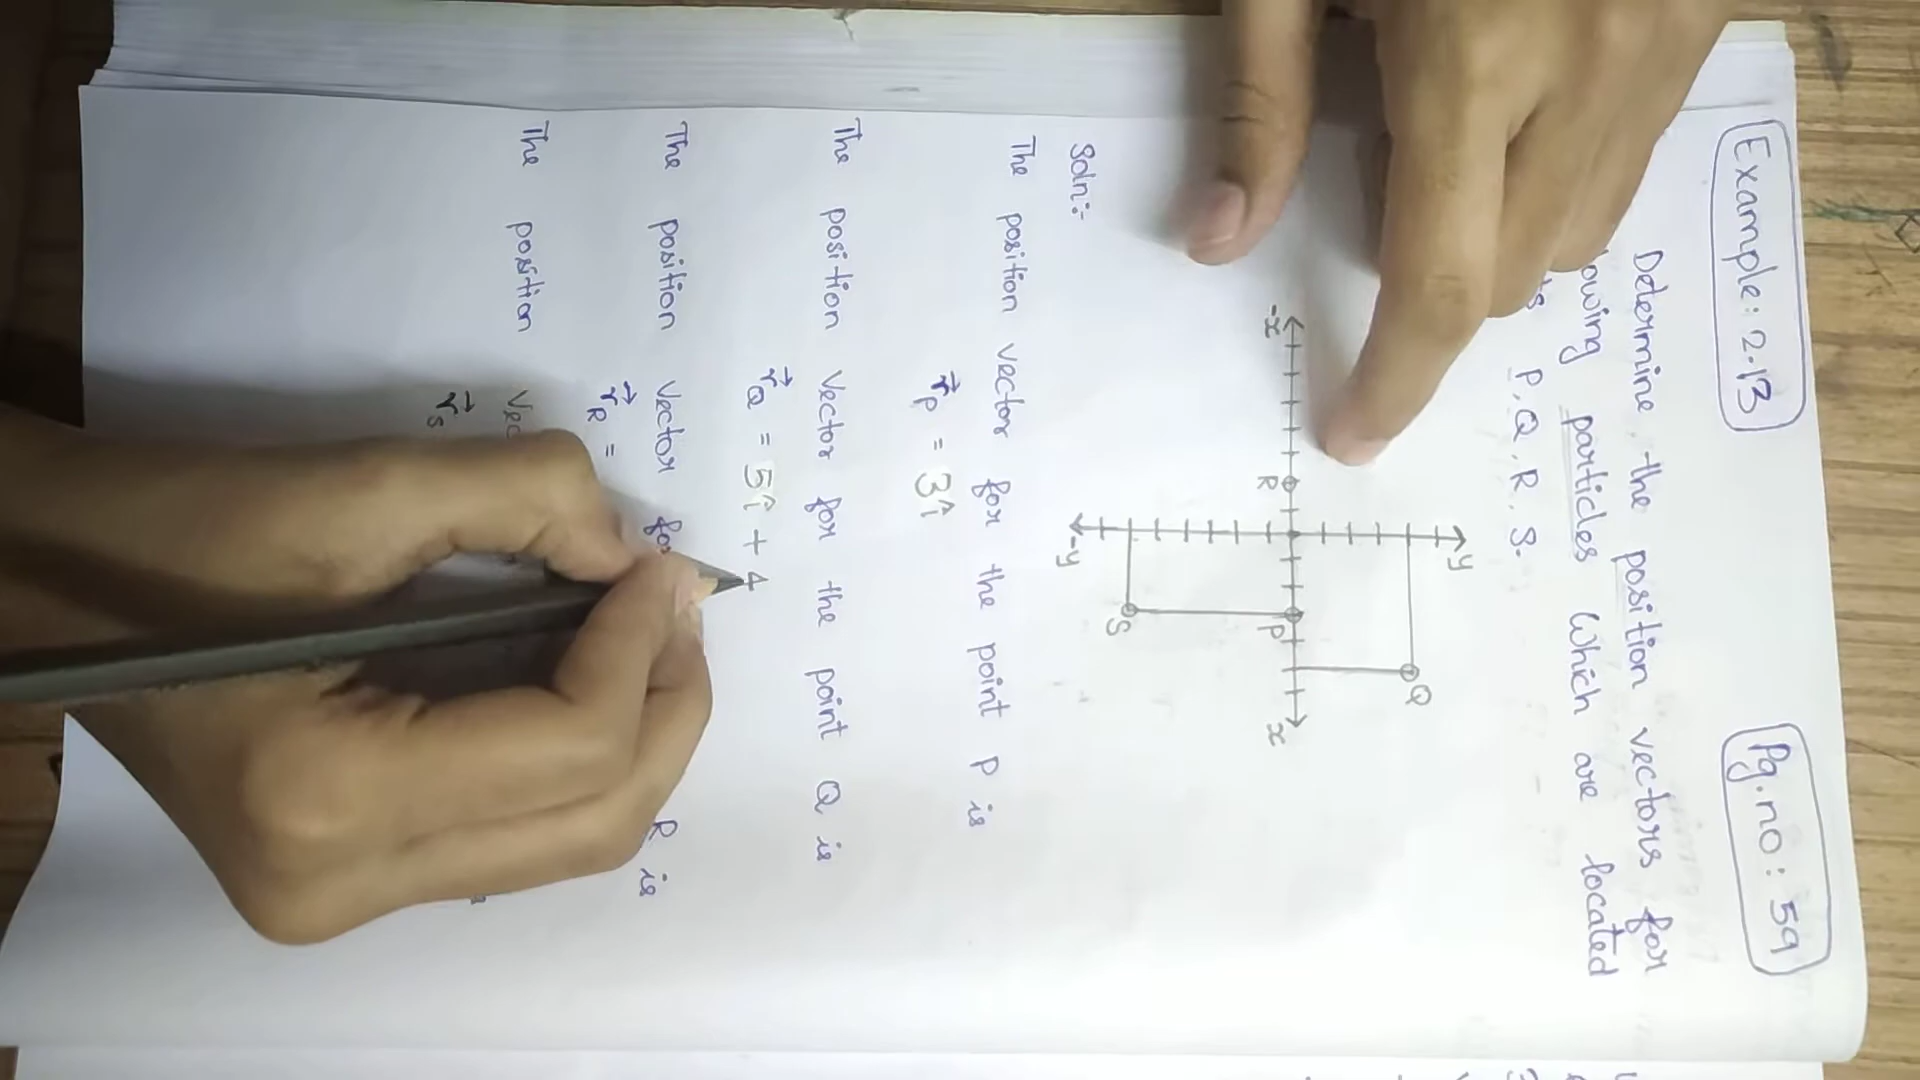 Example: 2.13
Pg.no: 59
Determine the position vectors for
owing particles Which are located
P, Q, R, S.
y
Q
-x
R
P
x
S
-y
Soln:-
The position vector for the point P is
r⃗P = 3î
The position vector for the point Q is
r⃗Q = 5î + 4
The position vector for R is
r⃗R =
The position
r⃗S